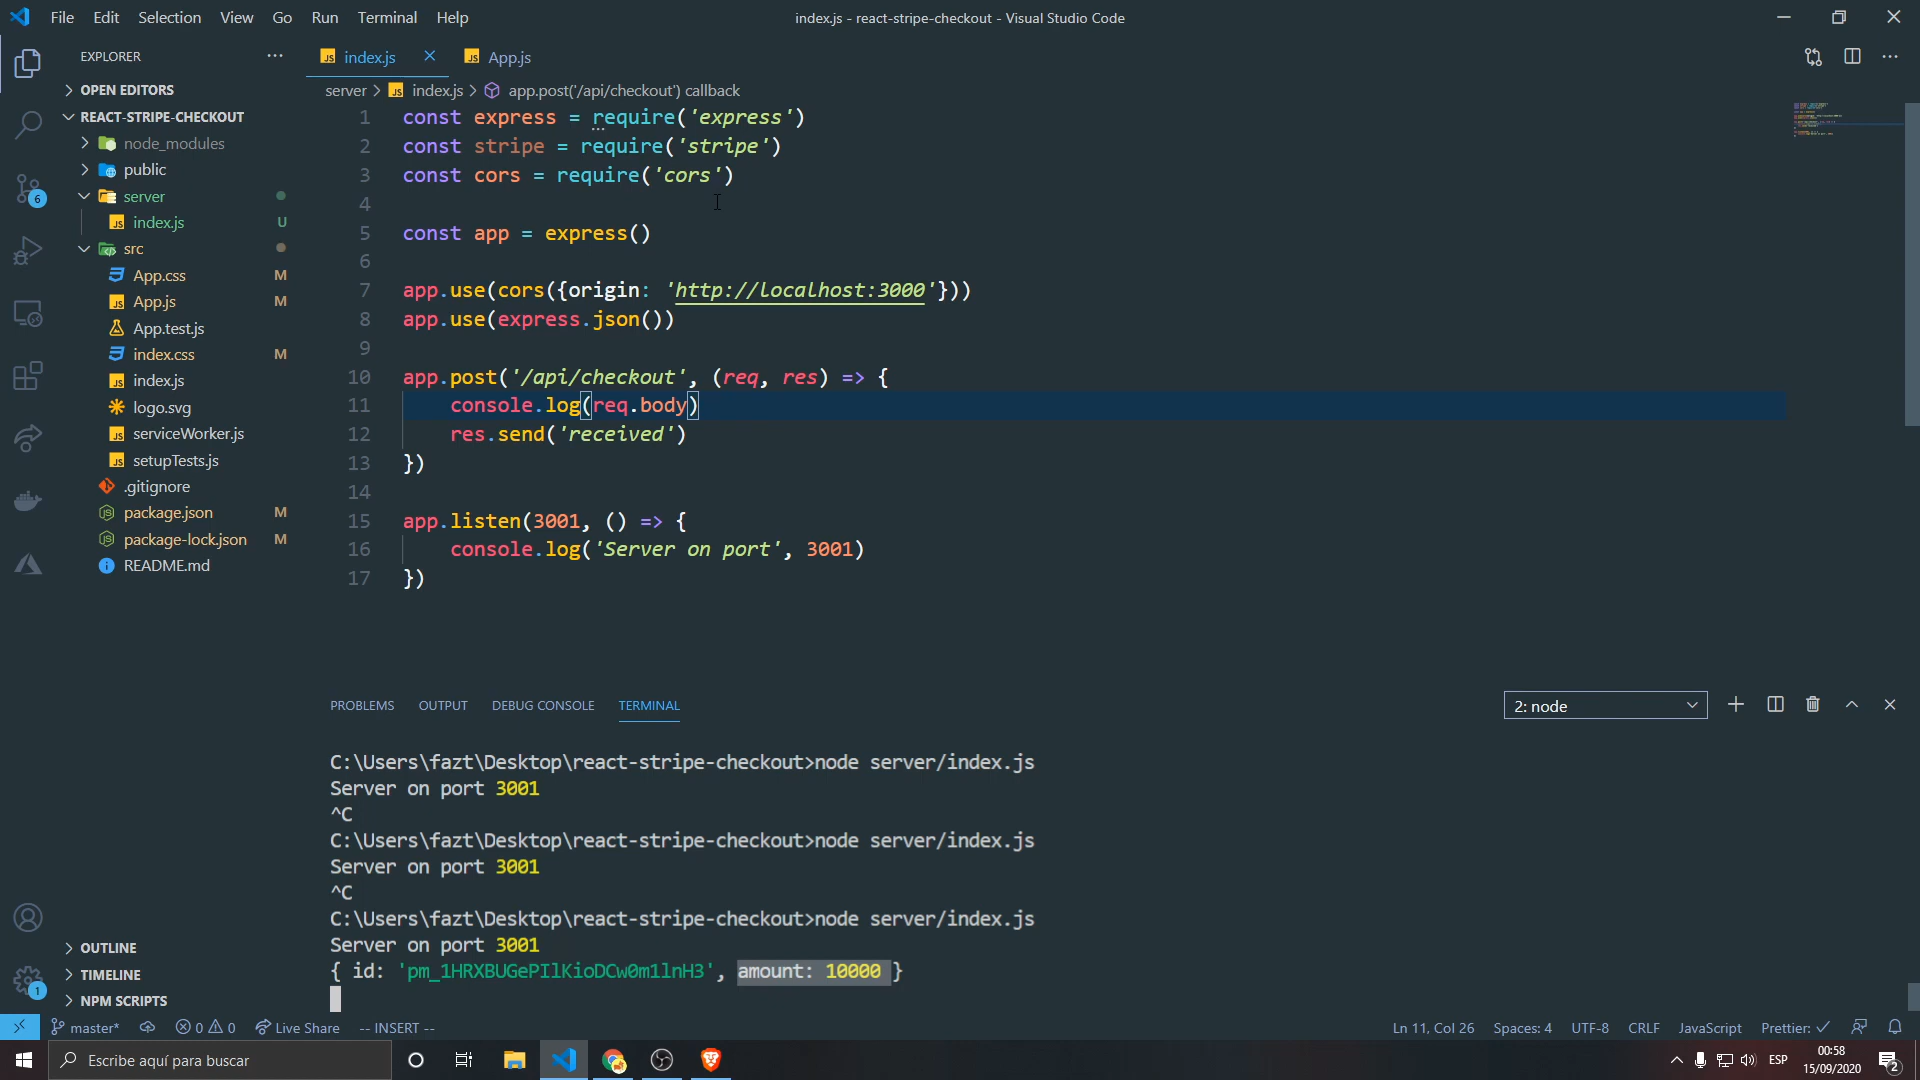 File Edit Selection View Go Run Terminal Help
index.js - react-stripe-checkout - Visual Studio Code
EXPLORER
OPEN EDITORS
REACT-STRIPE-CHECKOUT
node_modules
public
server
index.js U
src
App.css M
App.js M
App.test.js
index.css M
index.js
logo.svg
serviceWorker.js
setupTests.js
.gitignore
package.json M
package-lock.json M
README.md
OUTLINE
TIMELINE
NPM SCRIPTS
6
1
index.js App.js
server > index.js > app.post('/api/checkout') callback
1 const express = require('express')
2 const stripe = require('stripe')
3 const cors = require('cors')
4
5 const app = express()
6
7 app.use(cors({origin: 'http://localhost:3000'}))
8 app.use(express.json())
9
10 app.post('/api/checkout', (req, res) => {
11 console.log(req.body)
12 res.send('received')
13 })
14
15 app.listen(3001, () => {
16 console.log('Server on port', 3001)
17 })
PROBLEMS OUTPUT DEBUG CONSOLE TERMINAL
2: node
C:\Users\fazt\Desktop\react-stripe-checkout>node server/index.js
Server on port 3001
^C
C:\Users\fazt\Desktop\react-stripe-checkout>node server/index.js
Server on port 3001
^C
C:\Users\fazt\Desktop\react-stripe-checkout>node server/index.js
Server on port 3001
{ id: 'pm_1HRXBUGePIlKioDCw0m1lnH3', amount: 10000 }
master* 0 0 Live Share -- INSERT --
Ln 11, Col 26 Spaces: 4 UTF-8 CRLF JavaScript Prettier: ✓
Escribe aquí para buscar
ESP
00:58
15/09/2020
2